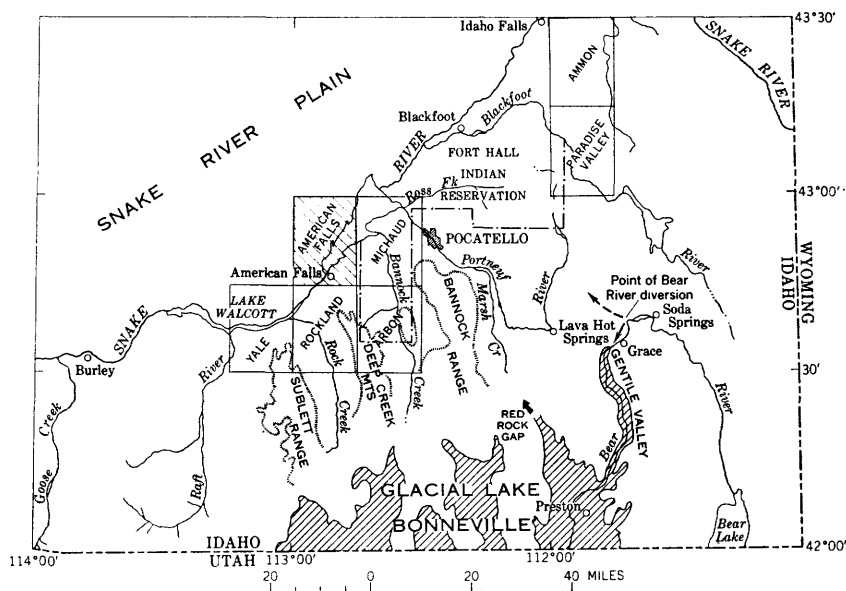 43°30'
Idaho Falls
SNAKE RIVER
AMMON
SNAKE RIVER PLAIN
Blackfoot
Blackfoot
RIVER
PARADISE VALLEY
FORT HALL
INDIAN
RESERVATION
Ross Fk
43°00'
AMERICAN FALLS
MICHAUD
POCATELLO
WYOMING
IDAHO
American Falls
Bannock
Portneuf
River
River
Point of Bear
River diversion
LAKE
WALCOTT
SNAKE
ROCKLAND
ARBON
BANNOCK
RANGE
Marsh
Cr
Soda
Springs
Lava Hot
Springs
Grace
Burley
River
YALE
Rock
Creek
DEEP CREEK
MTS
Creek
30'
GENTILE VALLEY
SUBLETT
RANGE
RED
ROCK
GAP
River
Creek
Goose
Raft
Bear
GLACIAL LAKE
BONNEVILLE
Preston
Bear
Lake
IDAHO
UTAH
42°00'
114°00'
113°00'
112°00'
20 0 20 40 MILES